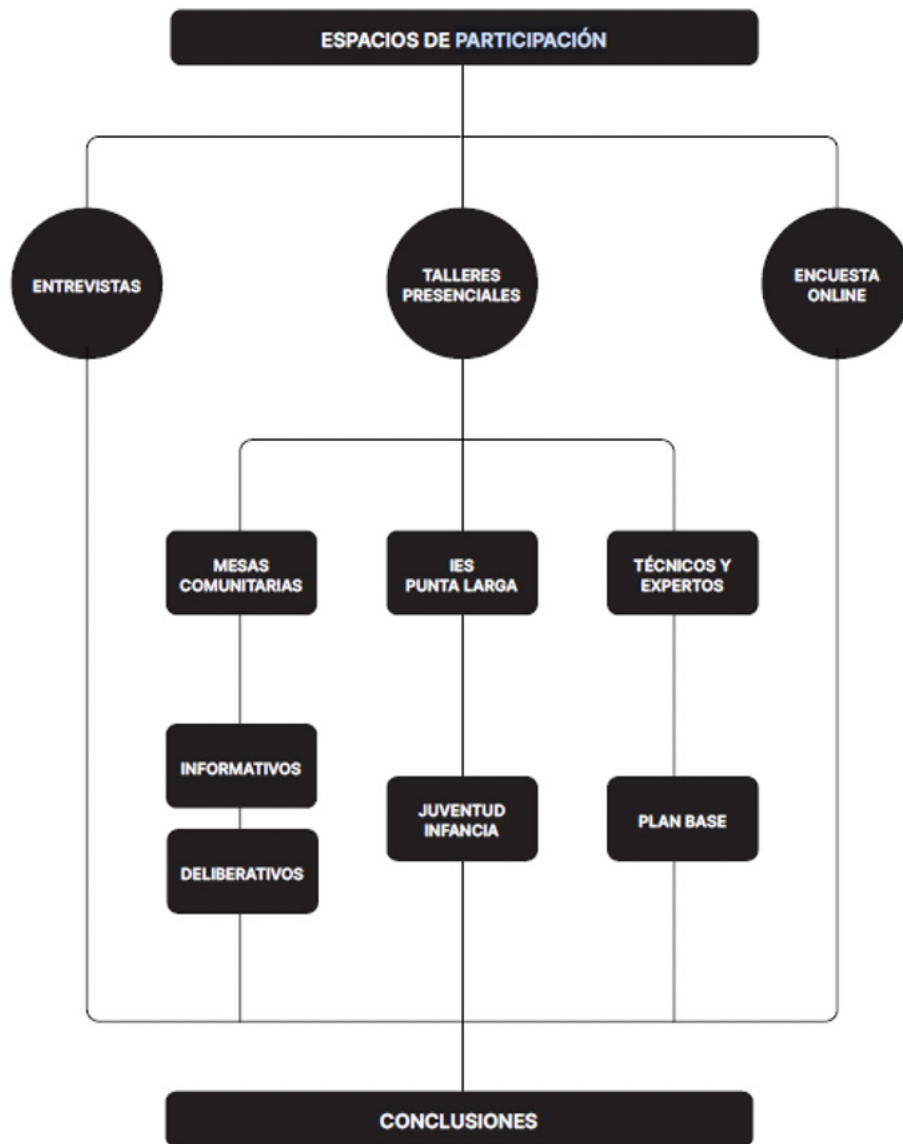 ESPACIOS DE PARTICIPACIÓN
ENTREVISTAS
TALLERES
PRESENCIALES
ENCUESTA
ONLINE
MESAS
COMUNITARIAS
IES
PUNTA LARGA
TÉCNICOS Y
EXPERTOS
INFORMATIVOS
DELIBERATIVOS
JUVENTUD
INFANCIA
PLAN BASE
CONCLUSIONES